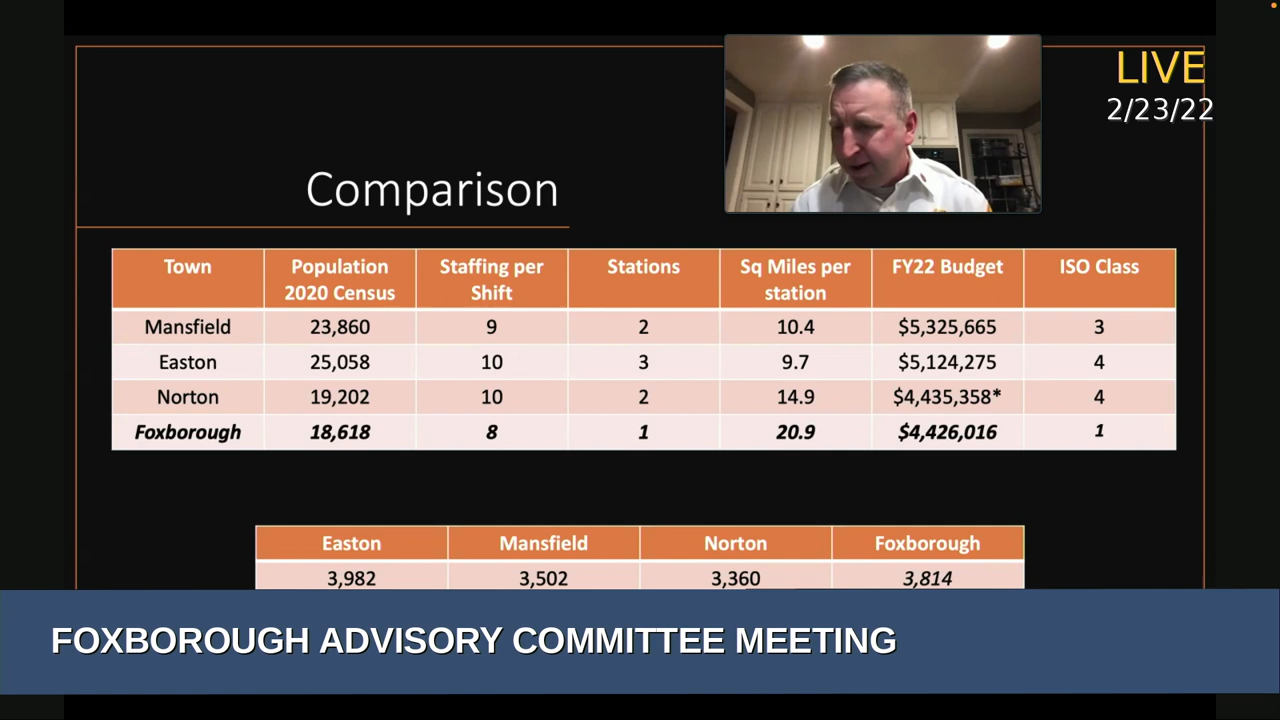 LIVE
2/23/22
Comparison
Town Population 2020 Census Staffing per Shift Stations Sq Miles per station FY22 Budget ISO Class
Mansfield 23,860 9 2 10.4 $5,325,665 3
Easton 25,058 10 3 9.7 $5,124,275 4
Norton 19,202 10 2 14.9 $4,435,358* 4
Foxborough 18,618 8 1 20.9 $4,426,016 1
Easton Mansfield Norton Foxborough
3,982 3,502 3,360 3,814
FOXBOROUGH ADVISORY COMMITTEE MEETING